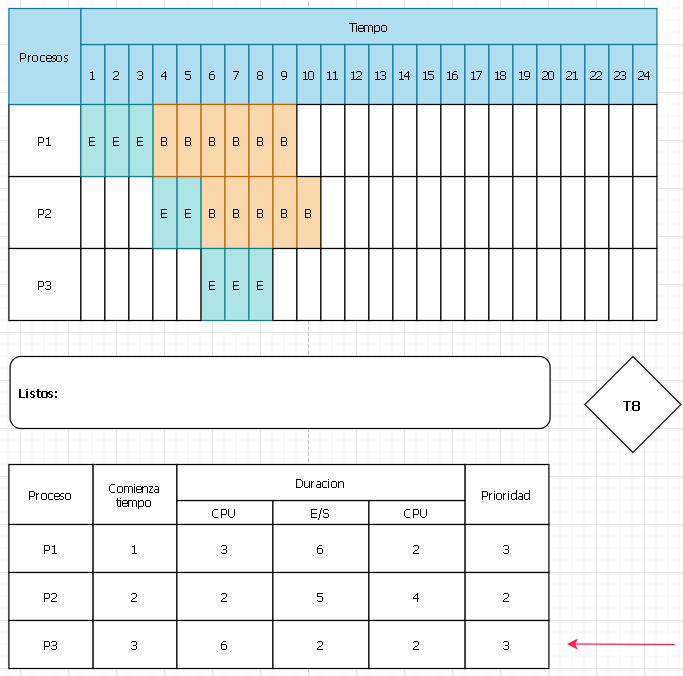 Procesos Tiempo
1 2 3 4 5 6 7 8 9 10 11 12 13 14 15 16 17 18 19 20 21 22 23 24
P1 E E E B B B B B B
P2 E E B B B B B
P3 E E E
Listos:
T8
Proceso Comienza tiempo Duracion Prioridad
CPU E/S CPU
P1 1 3 6 2 3
P2 2 2 5 4 2
P3 3 6 2 2 3